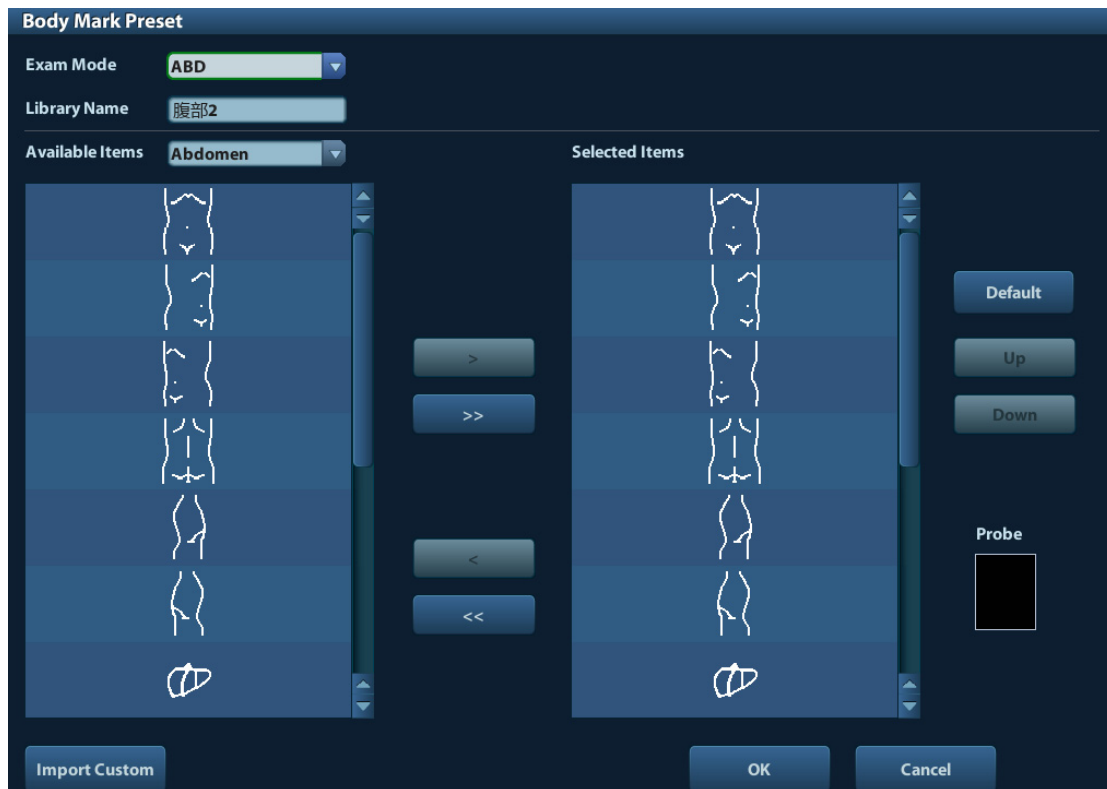 Body Mark Preset
Exam Mode ABD
Library Name 腹部2
Available Items Abdomen Selected Items
Default
> Up
>> Down
Probe
<
<<
Import Custom OK Cancel